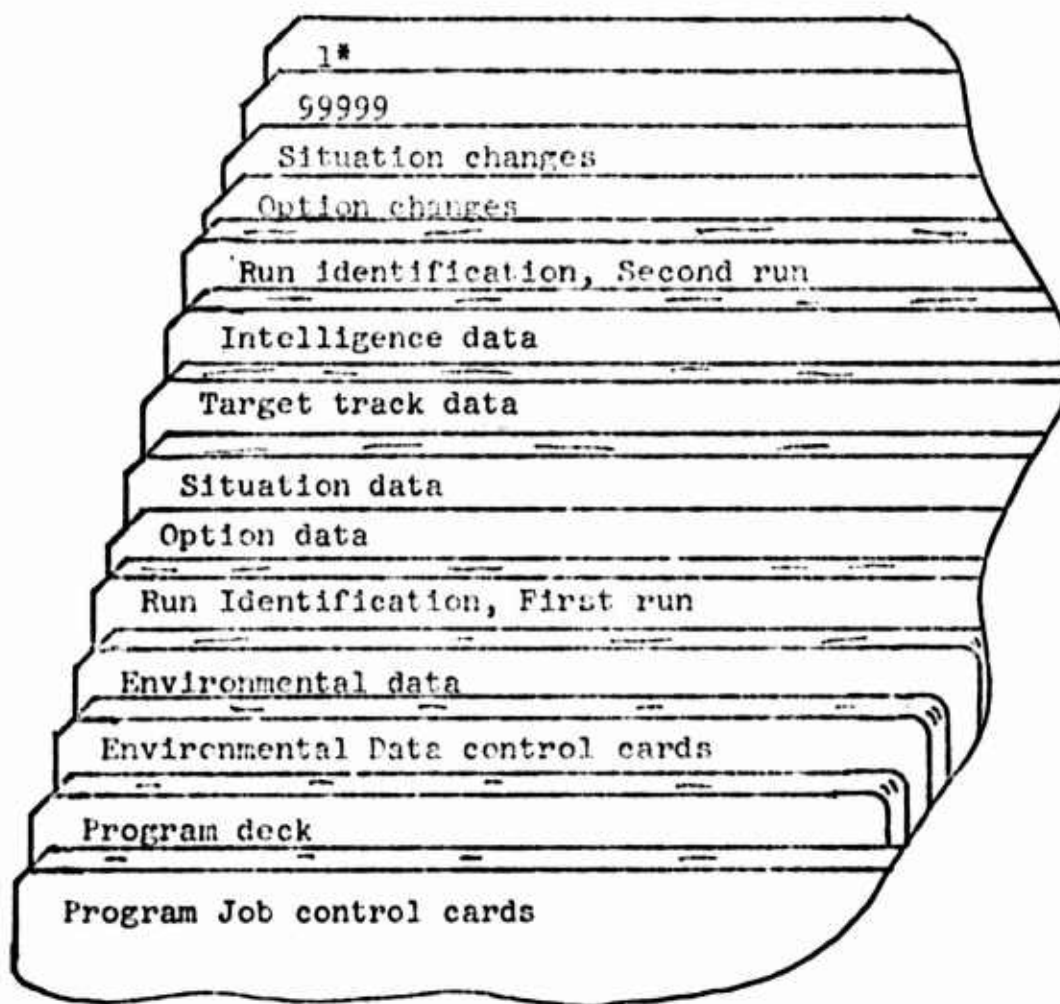 1*
99999
Situation changes
Option changes
Run identification, Second run
Intelligence data
Target track data
Situation data
Option data
Run Identification, First run
Environmental data
Environmental Data control cards
Program deck
Program Job control cards